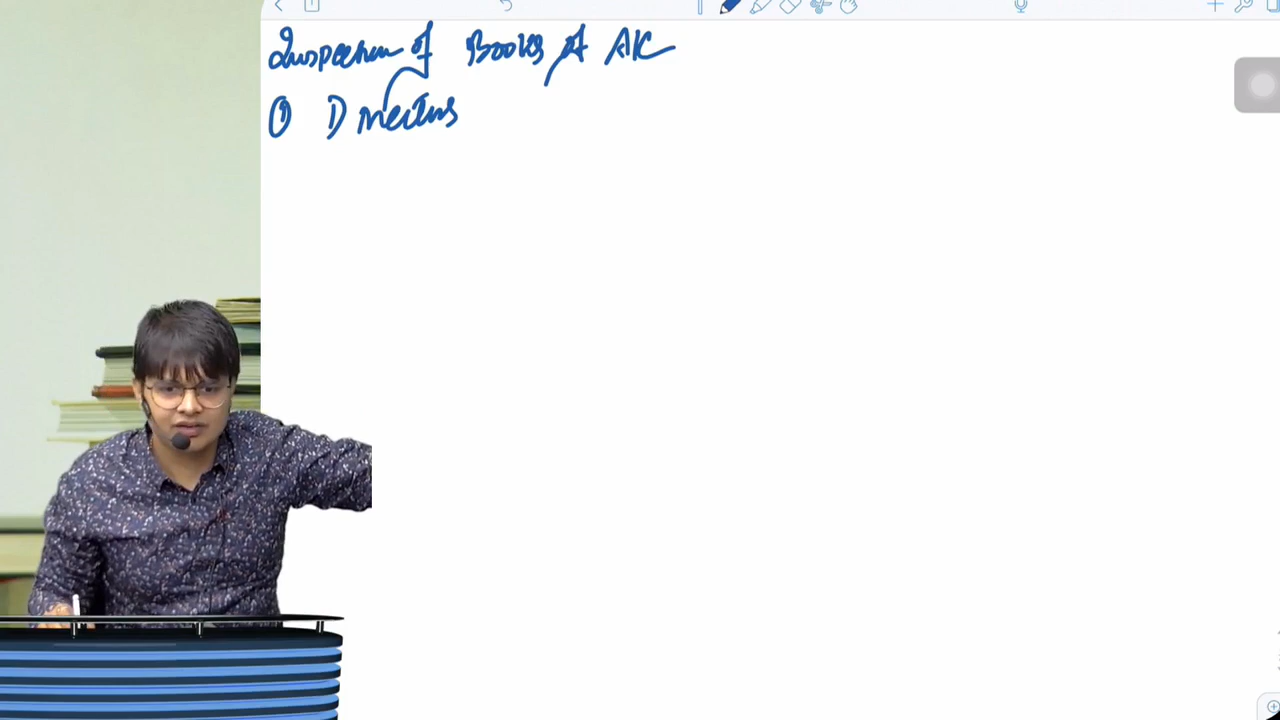 Inspection of Books of A/c
① Directors